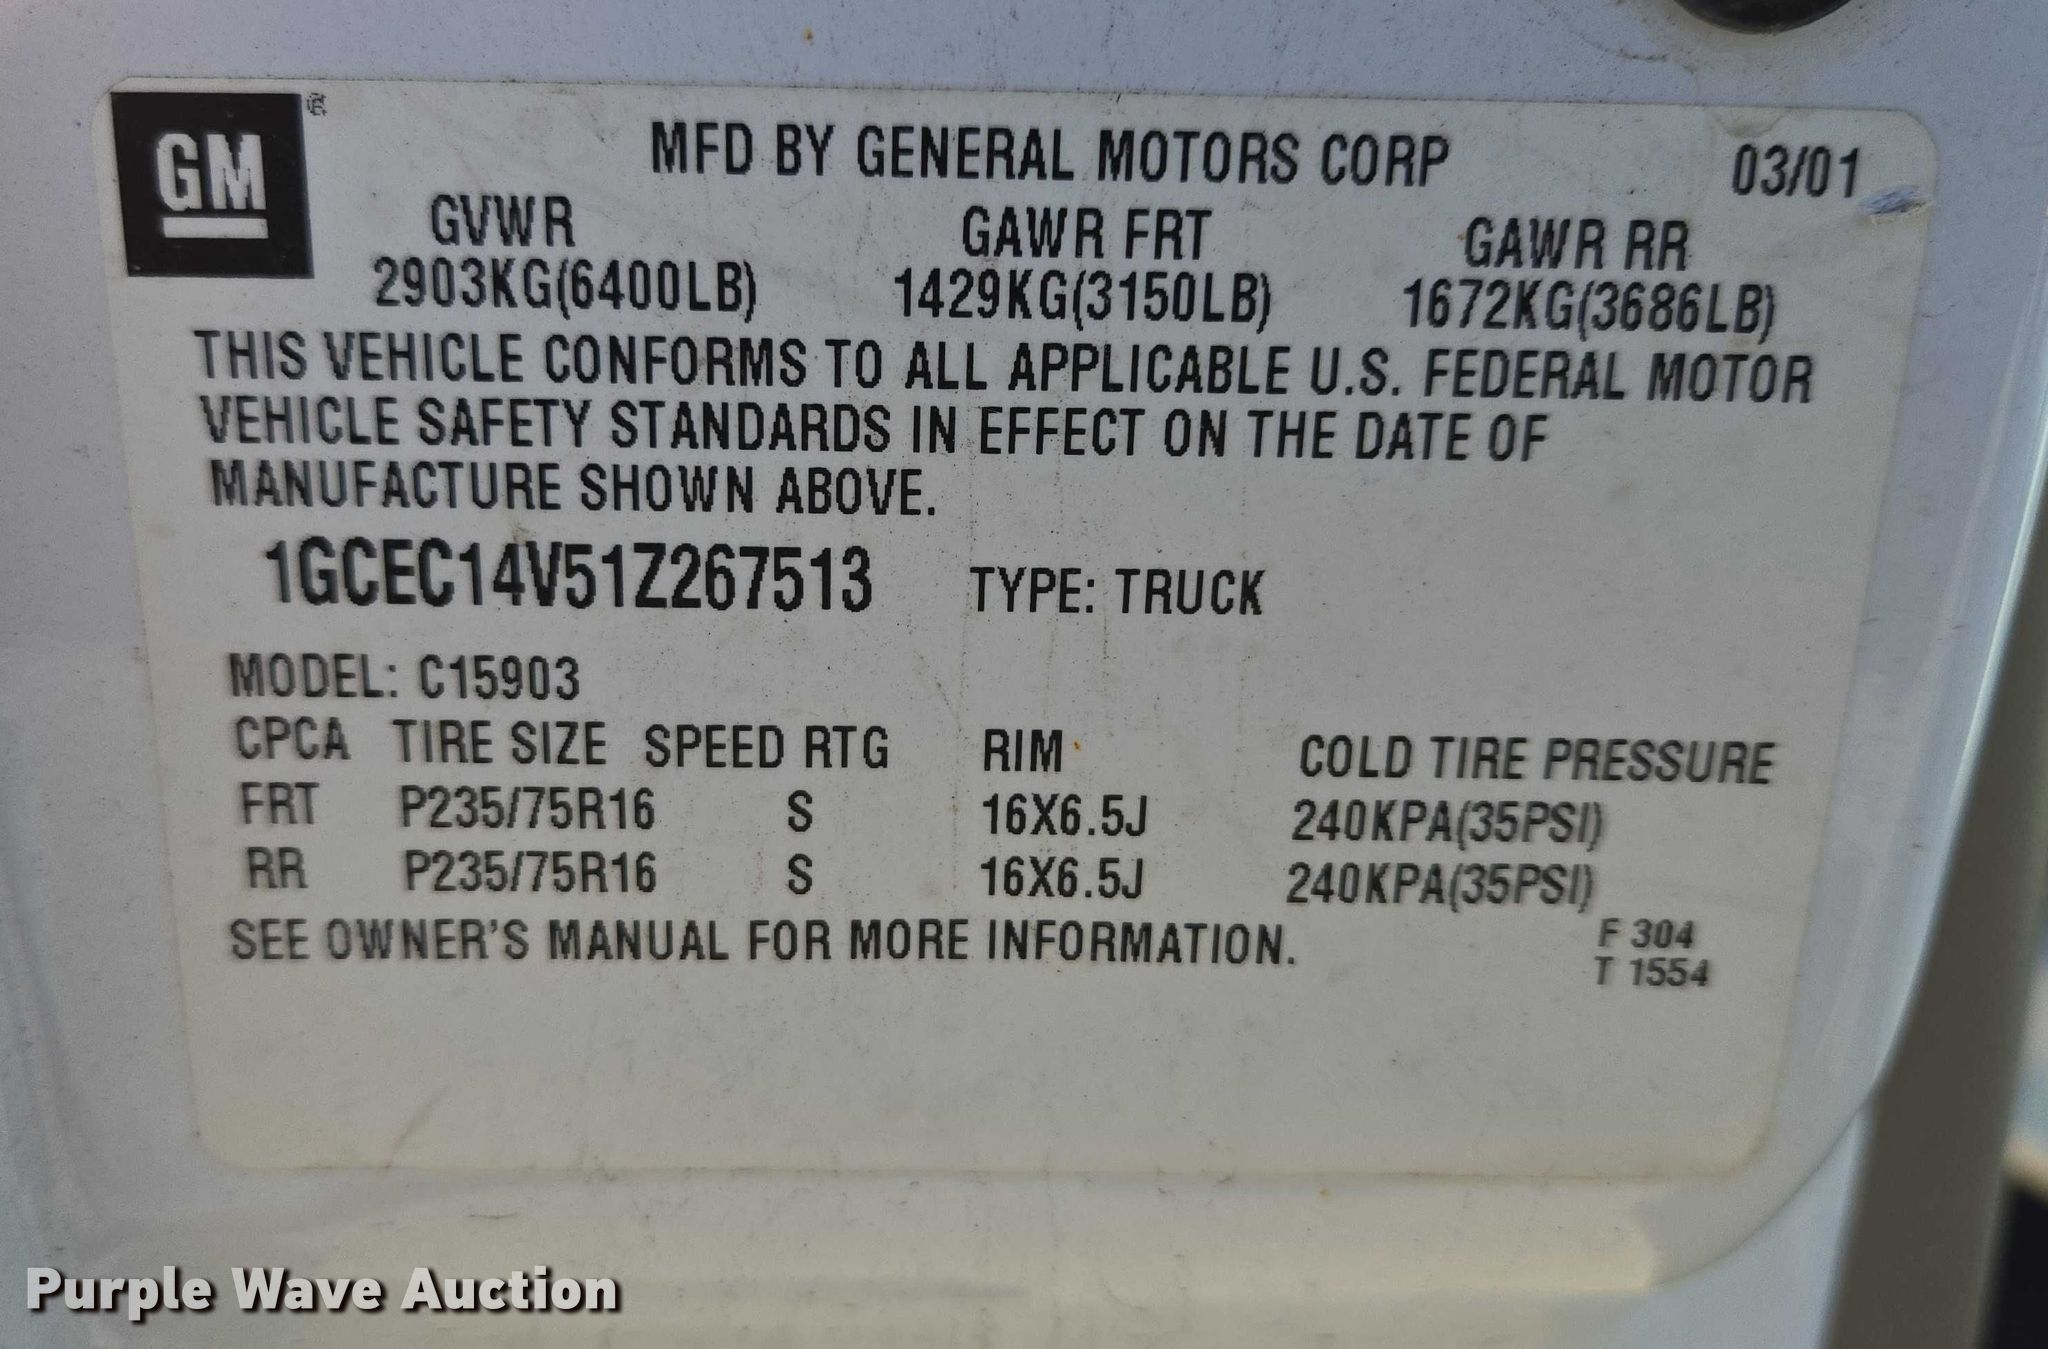 GM®
MFD BY GENERAL MOTORS CORP 03/01
GVWR GAWR FRT GAWR RR
2903KG(6400LB) 1429KG(3150LB) 1672KG(3686LB)
THIS VEHICLE CONFORMS TO ALL APPLICABLE U.S. FEDERAL MOTOR
VEHICLE SAFETY STANDARDS IN EFFECT ON THE DATE OF
MANUFACTURE SHOWN ABOVE.
1GCEC14V51Z267513 TYPE: TRUCK
MODEL: C15903
CPCA TIRE SIZE SPEED RTG RIM COLD TIRE PRESSURE
FRT P235/75R16 S 16X6.5J 240KPA(35PSI)
RR P235/75R16 S 16X6.5J 240KPA(35PSI)
SEE OWNER'S MANUAL FOR MORE INFORMATION.
F 304
T 1554
Purple Wave Auction